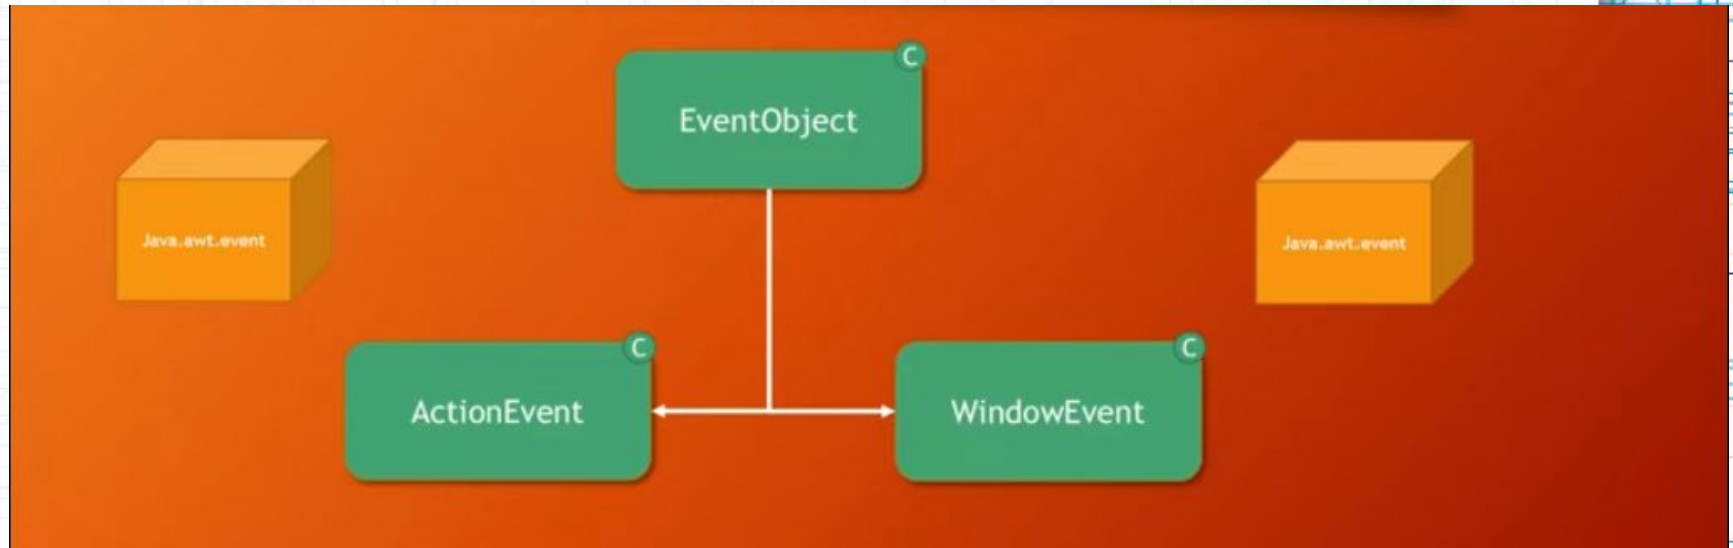 C
EventObject
Java.awt.event
Java.awt.event
C
C
ActionEvent
WindowEvent